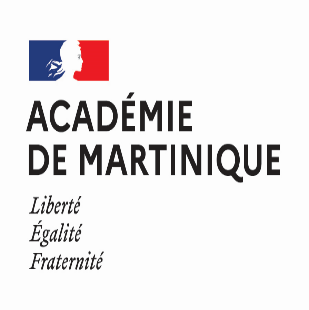 ACADÉMIE
DE MARTINIQUE
Liberté
Égalité
Fraternité